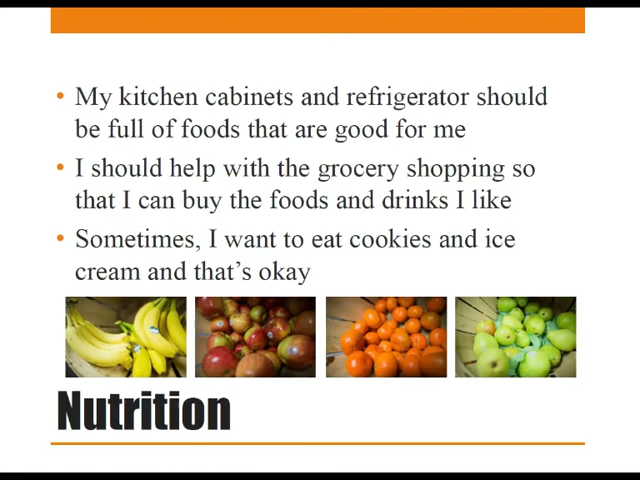 My kitchen cabinets and refrigerator should
be full of foods that are good for me
I should help with the grocery shopping so
that I can buy the foods and drinks I like
Sometimes, I want to eat cookies and ice
cream and that’s okay
Nutrition